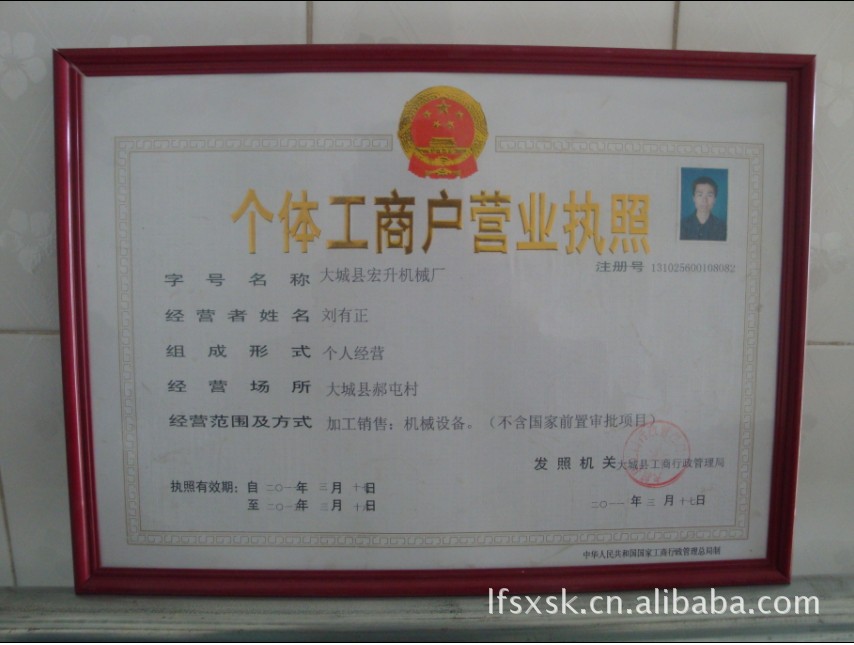 个体工商户营业执照
注册号 131025600108082
字号名称 大城县宏升机械厂
经营者姓名 刘有正
组成形式 个人经营
经营场所 大城县郝屯村
经营范围及方式 加工销售：机械设备。（不含国家前置审批项目）
发照机关 大城县工商行政管理局
执照有效期：自 二〇一 年 三 月 十七 日
至 二〇一 年 三 月 十 日
二〇一一 年 三 月 十七 日
中华人民共和国国家工商行政管理总局制
lfsxsk.cn.alibaba.com